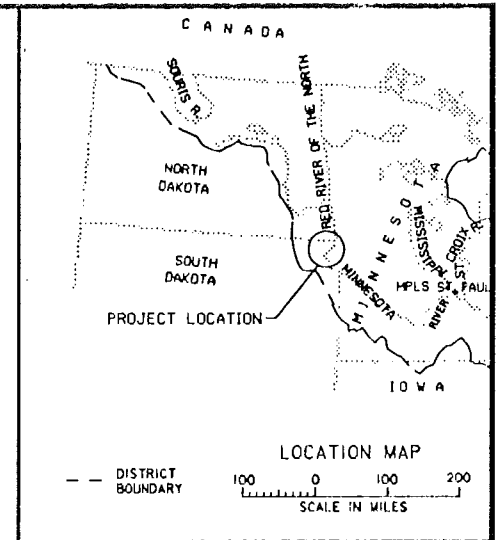 CANADA
SOURIS R.
RED RIVER OF THE NORTH
NORTH
DAKOTA
SOUTH
DAKOTA
MINNESOTA
MISSISSIPPI
RIVER
ST CROIX R.
MINNESOTA
MPLS ST PAUL
PROJECT LOCATION
IOWA
LOCATION MAP
DISTRICT
BOUNDARY
100 0 100 200
SCALE IN MILES